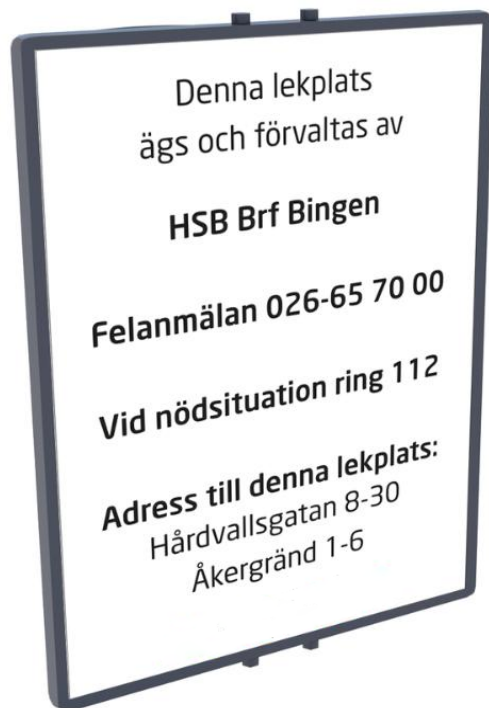 Denna lekplats
ägs och förvaltas av
HSB Brf Bingen
Felanmälan 026-65 70 00
Vid nödsituation ring 112
Adress till denna lekplats:
Hårdvallsgatan 8-30
Åkergränd 1-6